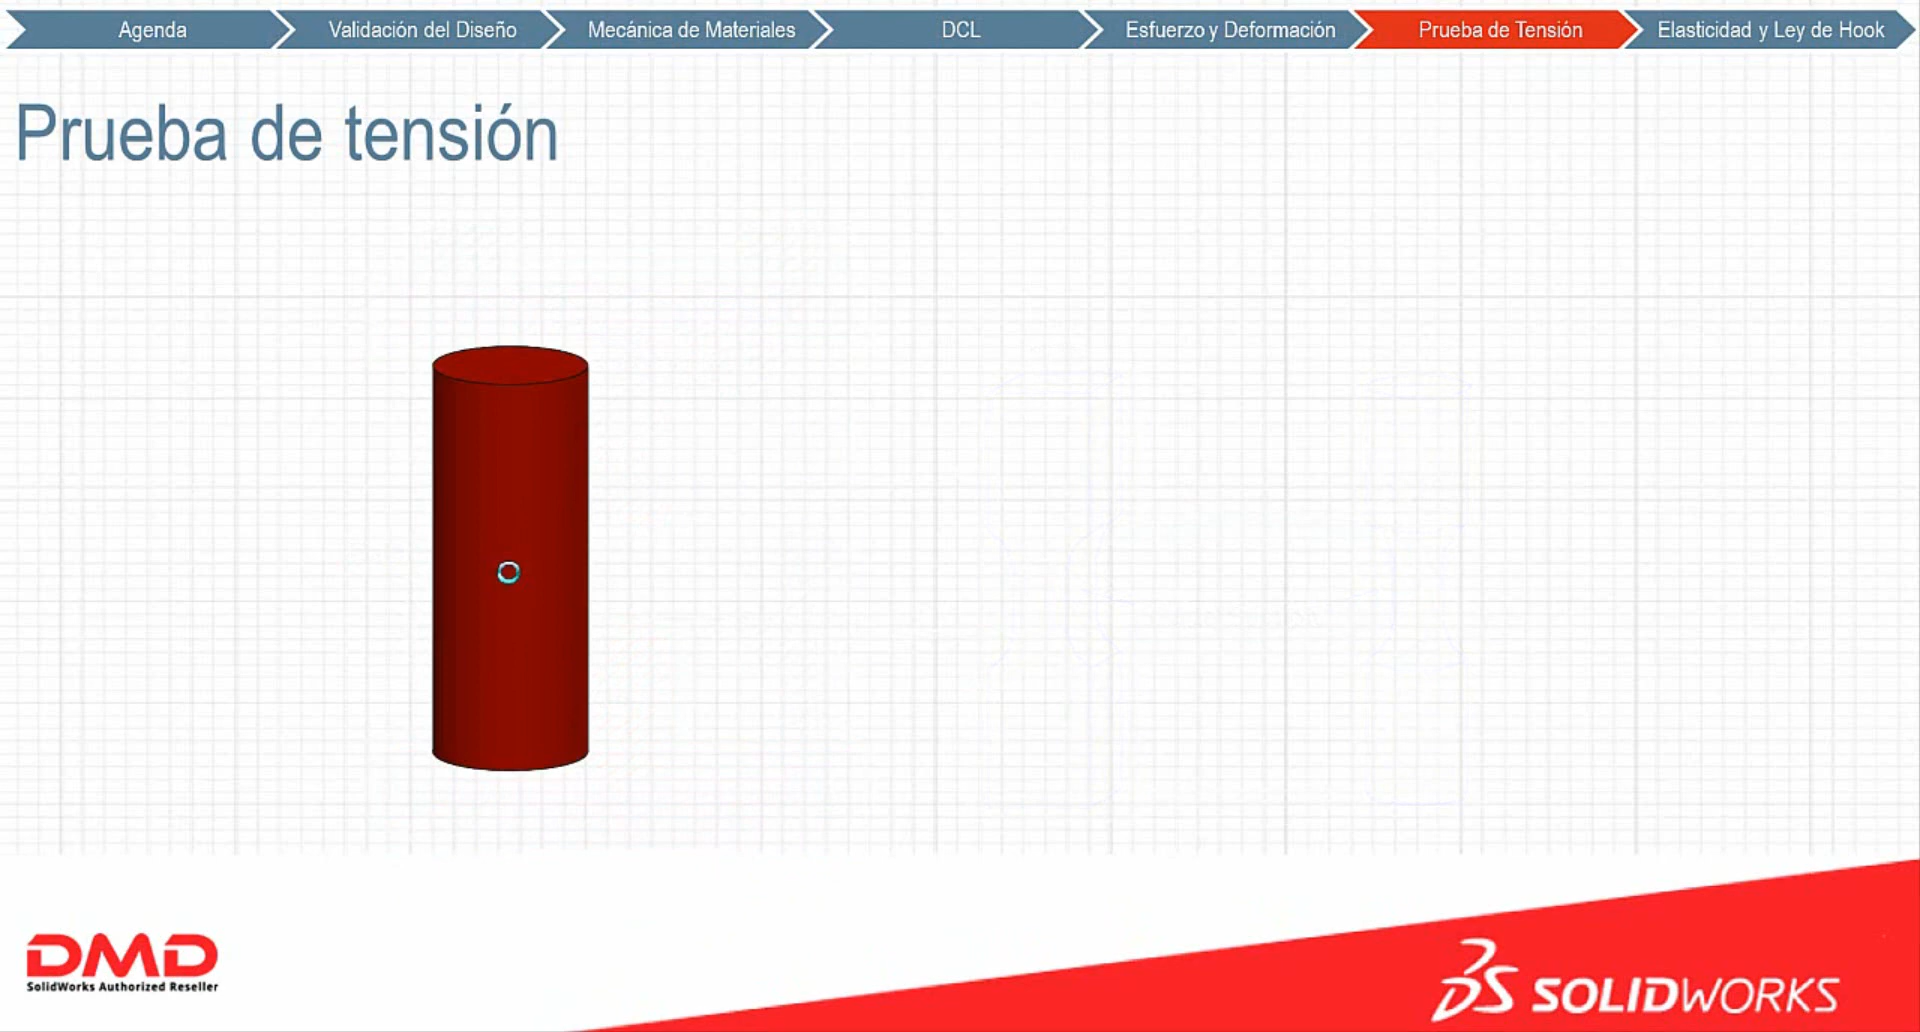 Agenda
Validación del Diseño
Mecánica de Materiales
DCL
Esfuerzo y Deformación
Prueba de Tensión
Elasticidad y Ley de Hook
Prueba de tensión
DMD
SolidWorks Authorized Reseller
SOLIDWORKS